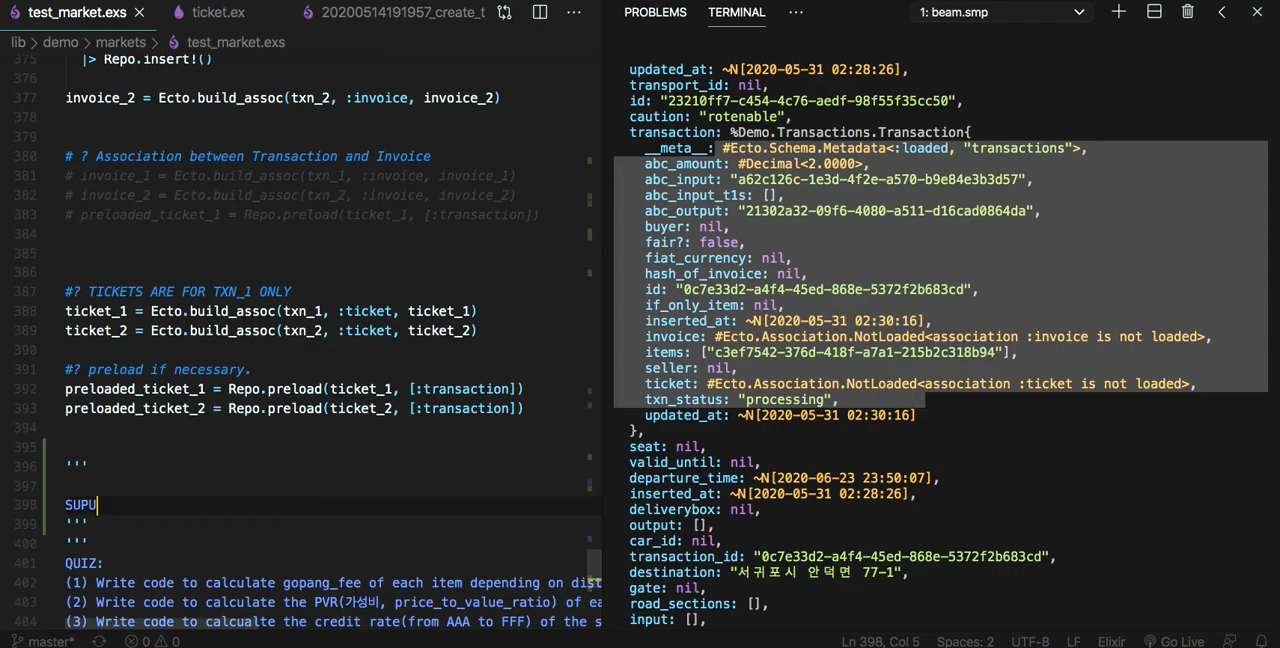 test_market.exs
ticket.ex
20200514191957_create_t
PROBLEMS
TERMINAL
1: beam.smp
lib > demo > markets > test_market.exs
375 |> Repo.insert!()
376
377 invoice_2 = Ecto.build_assoc(txn_2, :invoice, invoice_2)
378
379
380 # ? Association between Transaction and Invoice
381 # invoice_1 = Ecto.build_assoc(txn_1, :invoice, invoice_1)
382 # invoice_2 = Ecto.build_assoc(txn_2, :invoice, invoice_2)
383 # preloaded_ticket_1 = Repo.preload(ticket_1, [:transaction])
384
385
386
387 #? TICKETS ARE FOR TXN_1 ONLY
388 ticket_1 = Ecto.build_assoc(txn_1, :ticket, ticket_1)
389 ticket_2 = Ecto.build_assoc(txn_2, :ticket, ticket_2)
390
391 #? preload if necessary.
392 preloaded_ticket_1 = Repo.preload(ticket_1, [:transaction])
393 preloaded_ticket_2 = Repo.preload(ticket_2, [:transaction])
394
395
396 '''
397
398 SUPU
399 '''
400 '''
401 QUIZ:
402 (1) Write code to calculate gopang_fee of each item depending on dist
403 (2) Write code to calculate the PVR(가성비, price_to_value_ratio) of ea
404 (3) Write code to calcualte the credit rate(from AAA to FFF) of the s
updated_at: ~N[2020-05-31 02:28:26],
transport_id: nil,
id: "23210ff7-c454-4c76-aedf-98f55f35cc50",
caution: "rotenable",
transaction: %Demo.Transactions.Transaction{
__meta__: #Ecto.Schema.Metadata<:loaded, "transactions">,
abc_amount: #Decimal<2.0000>,
abc_input: "a62c126c-1e3d-4f2e-a570-b9e84e3b3d57",
abc_input_t1s: [],
abc_output: "21302a32-09f6-4080-a511-d16cad0864da",
buyer: nil,
fair?: false,
fiat_currency: nil,
hash_of_invoice: nil,
id: "0c7e33d2-a4f4-45ed-868e-5372f2b683cd",
if_only_item: nil,
inserted_at: ~N[2020-05-31 02:30:16],
invoice: #Ecto.Association.NotLoaded<association :invoice is not loaded>,
items: ["c3ef7542-376d-418f-a7a1-215b2c318b94"],
seller: nil,
ticket: #Ecto.Association.NotLoaded<association :ticket is not loaded>,
txn_status: "processing",
updated_at: ~N[2020-05-31 02:30:16]
},
seat: nil,
valid_until: nil,
departure_time: ~N[2020-06-23 23:50:07],
inserted_at: ~N[2020-05-31 02:28:26],
deliverybox: nil,
output: [],
car_id: nil,
transaction_id: "0c7e33d2-a4f4-45ed-868e-5372f2b683cd",
destination: "서귀포시 안덕면 77-1",
gate: nil,
road_sections: [],
input: [],
master*
0
0
Ln 398, Col 5
Spaces: 2
UTF-8
LF
Elixir
Go Live